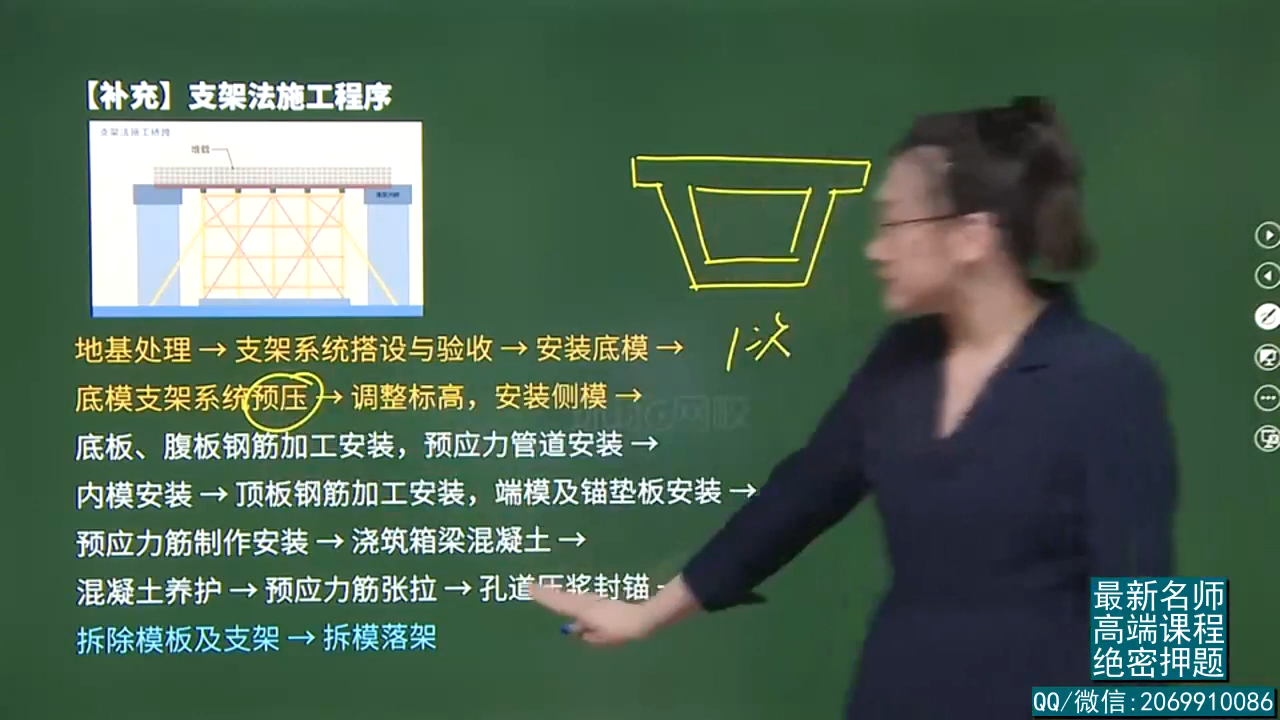 【补充】支架法施工程序
支架法施工桥跨
堆载
地基处理 → 支架系统搭设与验收 → 安装底模 →
1次
底模支架系统预压 → 调整标高，安装侧模 →
底板、腹板钢筋加工安装，预应力管道安装 →
内模安装 → 顶板钢筋加工安装，端模及锚垫板安装 →
预应力筋制作安装 → 浇筑箱梁混凝土 →
混凝土养护 → 预应力筋张拉 → 孔道压浆封锚 →
拆除模板及支架 → 拆模落架
最新名师
高端课程
绝密押题
QQ/微信:2069910086